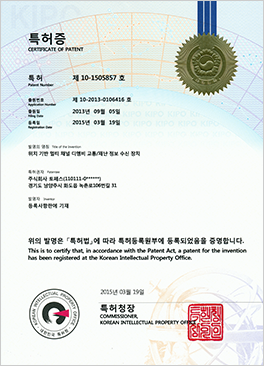 특허증
CERTIFICATE OF PATENT
특허 제 10-1505857 호
Patent Number
출원번호 제 10-2013-0106416 호
Application Number
출원일 2013년 09월 05일
Filing Date
등록일 2015년 03월 19일
Registration Date
발명의 명칭 Title of the Invention
위치 기반 멀티 채널 디엠비 교통/재난 정보 수신 장치
특허권자 Patentee
주식회사 토페스(110111-0******)
경기도 남양주시 화도읍 녹촌로106번길 31
발명자 Inventor
등록사항란에 기재
위의 발명은 「특허법」에 따라 특허등록원부에 등록되었음을 증명합니다.
This is to certify that, in accordance with the Patent Act, a patent for the invention
has been registered at the Korean Intellectual Property Office.
2015년 03월 19일
특허청장
COMMISSIONER,
KOREAN INTELLECTUAL PROPERTY OFFICE
KOREAN INTELLECTUAL PROPERTY OFFICE